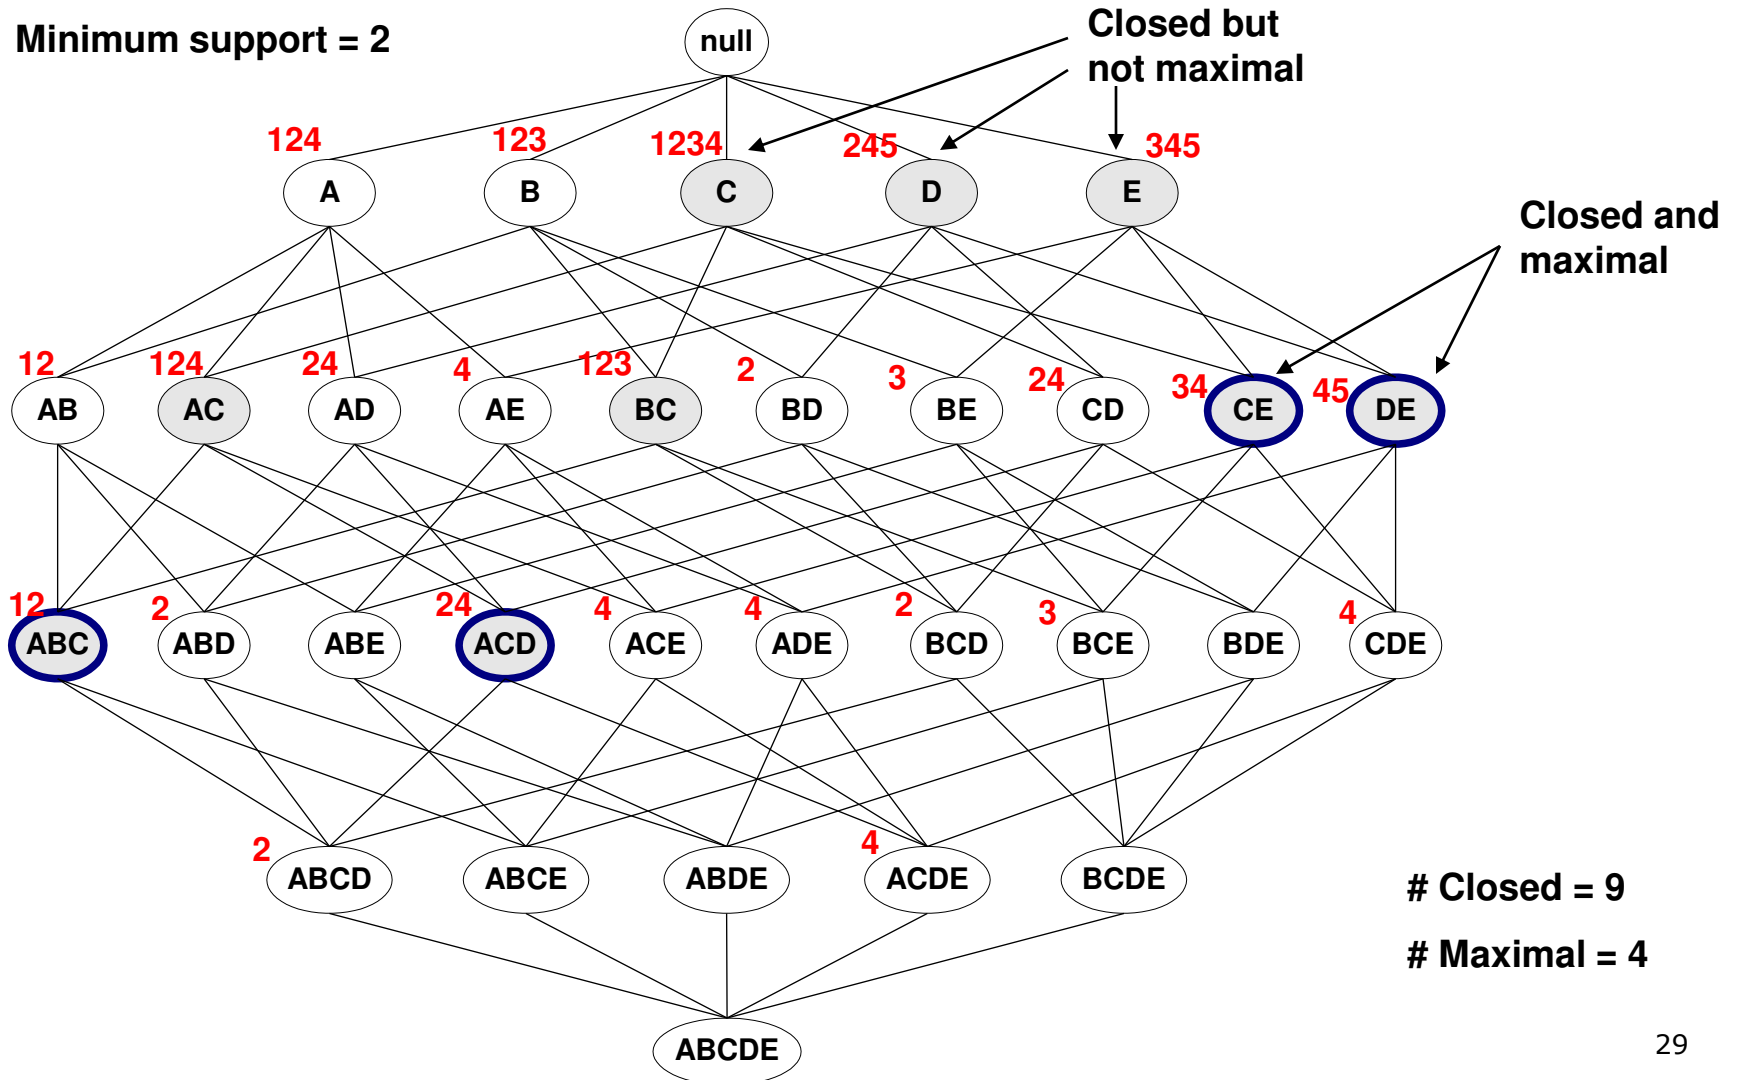 Minimum support = 2
null
Closed but
not maximal
124 123 1234 245 345
A B C D E
Closed and
maximal
12 124 24 4 123 2 3 24 34 45
AB AC AD AE BC BD BE CD CE DE
12 2 24 4 4 2 3 4
ABC ABD ABE ACD ACE ADE BCD BCE BDE CDE
2 4
ABCD ABCE ABDE ACDE BCDE
# Closed = 9
# Maximal = 4
ABCDE
29